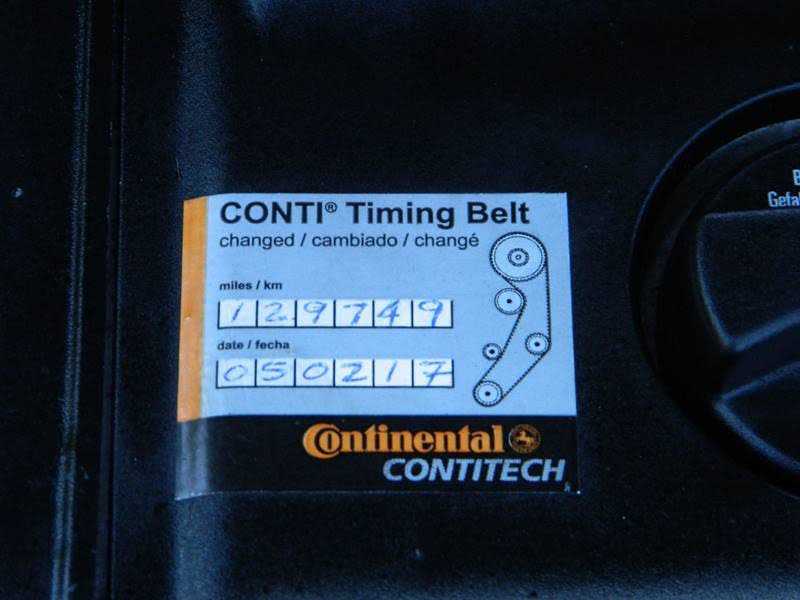 CONTI® Timing Belt
changed / cambiado / changé
miles / km
129749
date / fecha
050217
Continental
CONTITECH